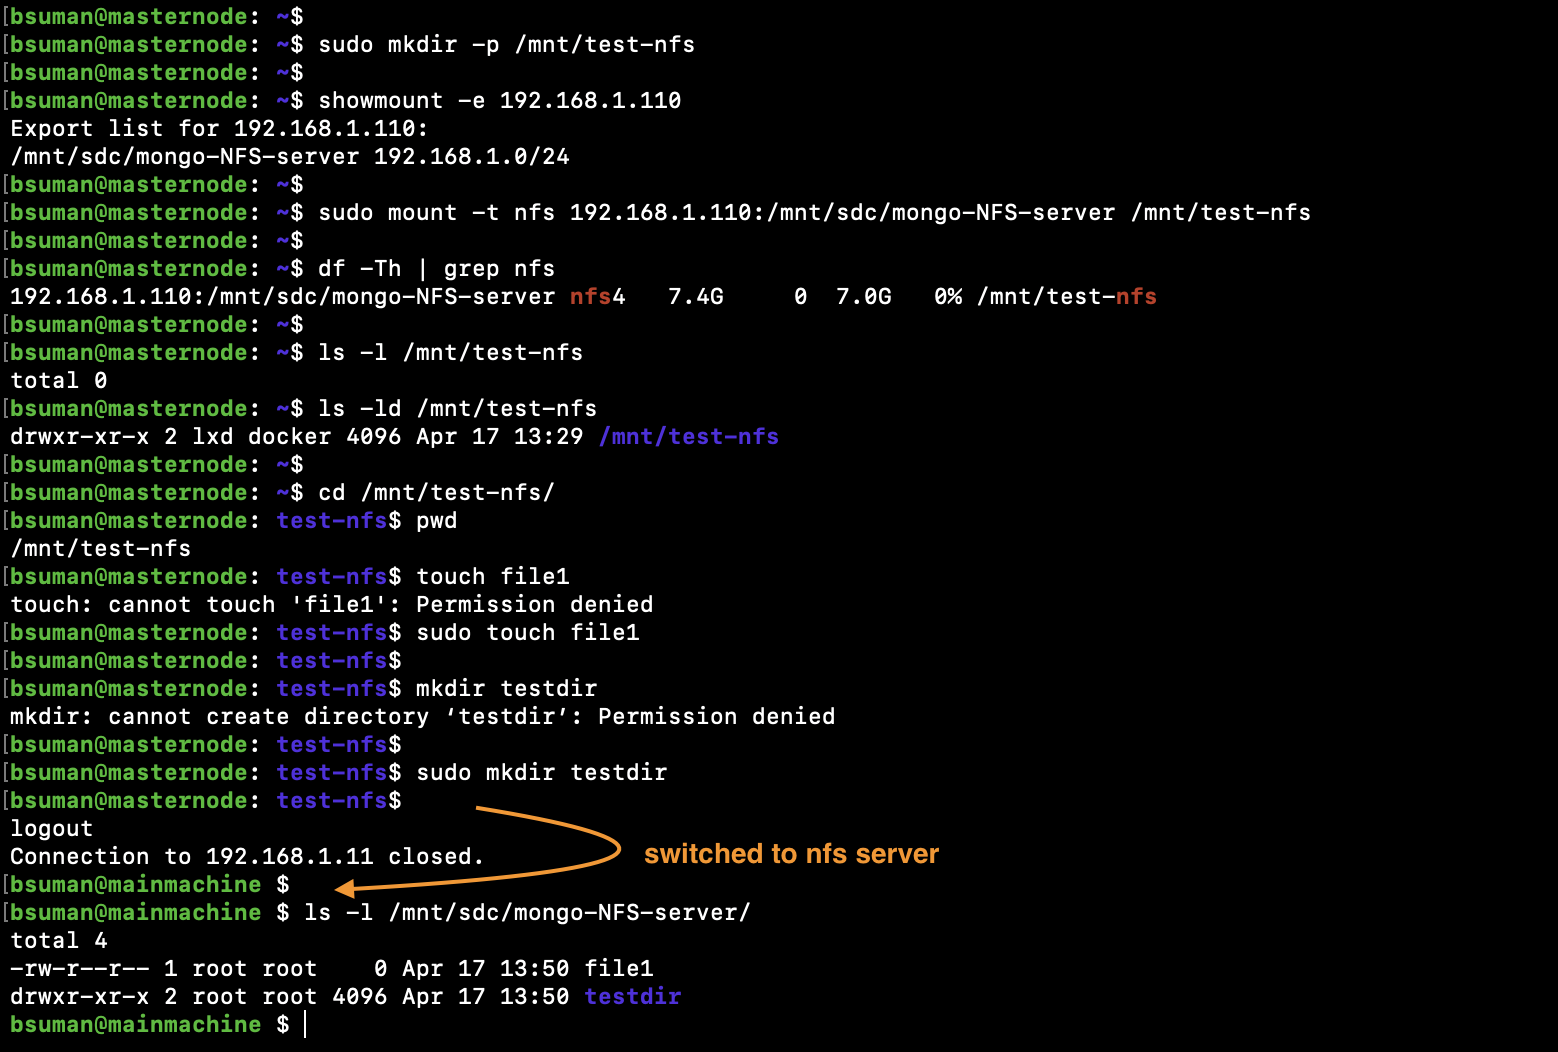 [bsuman@masternode: ~$
[bsuman@masternode: ~$ sudo mkdir -p /mnt/test-nfs
[bsuman@masternode: ~$
[bsuman@masternode: ~$ showmount -e 192.168.1.110
Export list for 192.168.1.110:
/mnt/sdc/mongo-NFS-server 192.168.1.0/24
[bsuman@masternode: ~$
[bsuman@masternode: ~$ sudo mount -t nfs 192.168.1.110:/mnt/sdc/mongo-NFS-server /mnt/test-nfs
[bsuman@masternode: ~$
[bsuman@masternode: ~$ df -Th | grep nfs
192.168.1.110:/mnt/sdc/mongo-NFS-server nfs4   7.4G     0  7.0G   0% /mnt/test-nfs
[bsuman@masternode: ~$
[bsuman@masternode: ~$ ls -l /mnt/test-nfs
total 0
[bsuman@masternode: ~$ ls -ld /mnt/test-nfs
drwxr-xr-x 2 lxd docker 4096 Apr 17 13:29 /mnt/test-nfs
[bsuman@masternode: ~$
[bsuman@masternode: ~$ cd /mnt/test-nfs/
[bsuman@masternode: test-nfs$ pwd
/mnt/test-nfs
[bsuman@masternode: test-nfs$ touch file1
touch: cannot touch 'file1': Permission denied
[bsuman@masternode: test-nfs$ sudo touch file1
[bsuman@masternode: test-nfs$
[bsuman@masternode: test-nfs$ mkdir testdir
mkdir: cannot create directory ‘testdir’: Permission denied
[bsuman@masternode: test-nfs$
[bsuman@masternode: test-nfs$ sudo mkdir testdir
[bsuman@masternode: test-nfs$
logout
Connection to 192.168.1.11 closed.
switched to nfs server
[bsuman@mainmachine $
[bsuman@mainmachine $ ls -l /mnt/sdc/mongo-NFS-server/
total 4
-rw-r--r-- 1 root root    0 Apr 17 13:50 file1
drwxr-xr-x 2 root root 4096 Apr 17 13:50 testdir
bsuman@mainmachine $